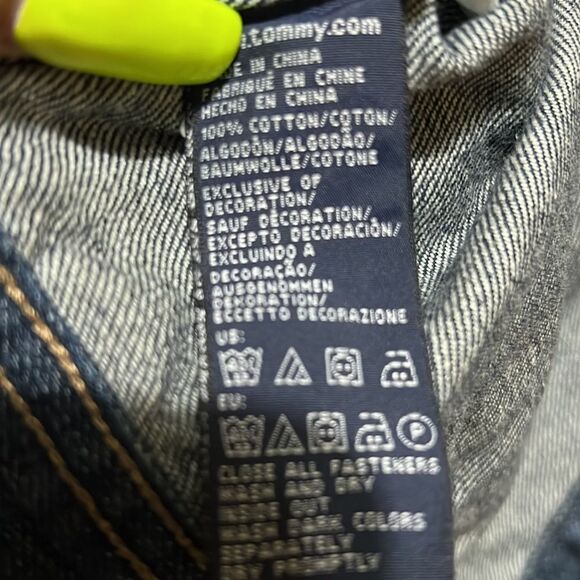 .tommy.com
IN CHINA
FABRIQUÉ EN CHINE
HECHO EN CHINA
100% COTTON/COTON/
ALGODÓN/ALGODÃO/
BAUMWOLLE/COTONE
EXCLUSIVE OF
DECORATION/
SAUF DÉCORATION/
EXCEPTO DECORACIÓN/
EXCLUINDO A
DECORAÇÃO/
AUSGENOMMEN
DEKORATION/
ECCETTO DECORAZIONE
US:
EU:
P
CLOSE ALL FASTENERS
WASH AND DRY
INSIDE OUT
WASH DARK COLORS
SEPARATELY
DRY PROMPTLY